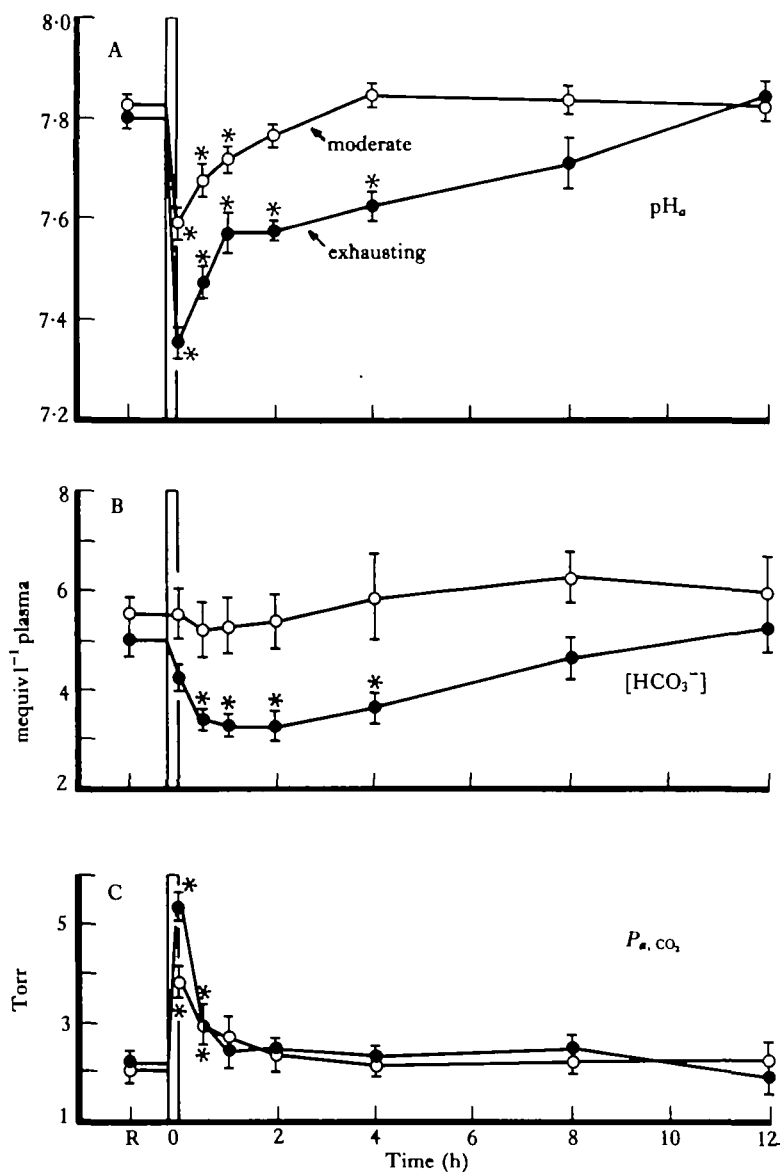 8·0
A
7·8
moderate
7·6
pHa
exhausting
7·4
7·2
8
B
6
mequiv l⁻¹ plasma
4
[HCO₃⁻]
2
C
5
Pa, CO₂
Torr
3
1
R 0 2 4 6 8 10 12
Time (h)